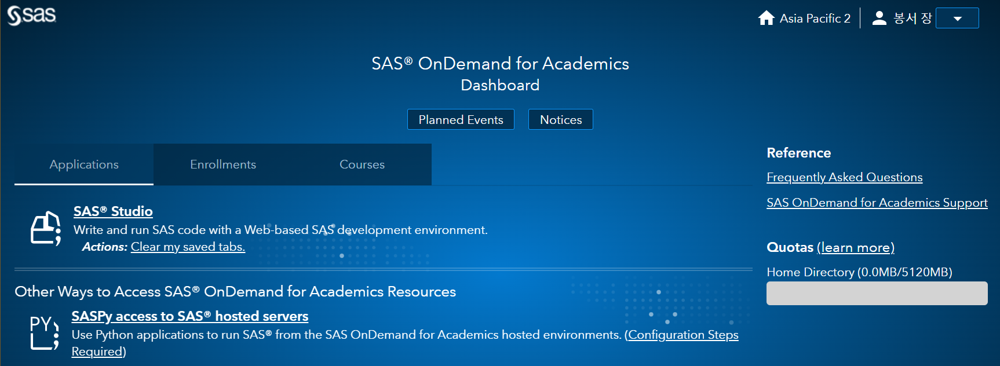 sas
Asia Pacific 2
봉서 장
SAS® OnDemand for Academics
Dashboard
Planned Events
Notices
Applications
Enrollments
Courses
SAS® Studio
Write and run SAS code with a Web-based SAS development environment.
Actions: Clear my saved tabs.
Other Ways to Access SAS® OnDemand for Academics Resources
PY
SASPy access to SAS® hosted servers
Use Python applications to run SAS® from the SAS OnDemand for Academics hosted environments. (Configuration Steps
Required)
Reference
Frequently Asked Questions
SAS OnDemand for Academics Support
Quotas (learn more)
Home Directory (0.0MB/5120MB)